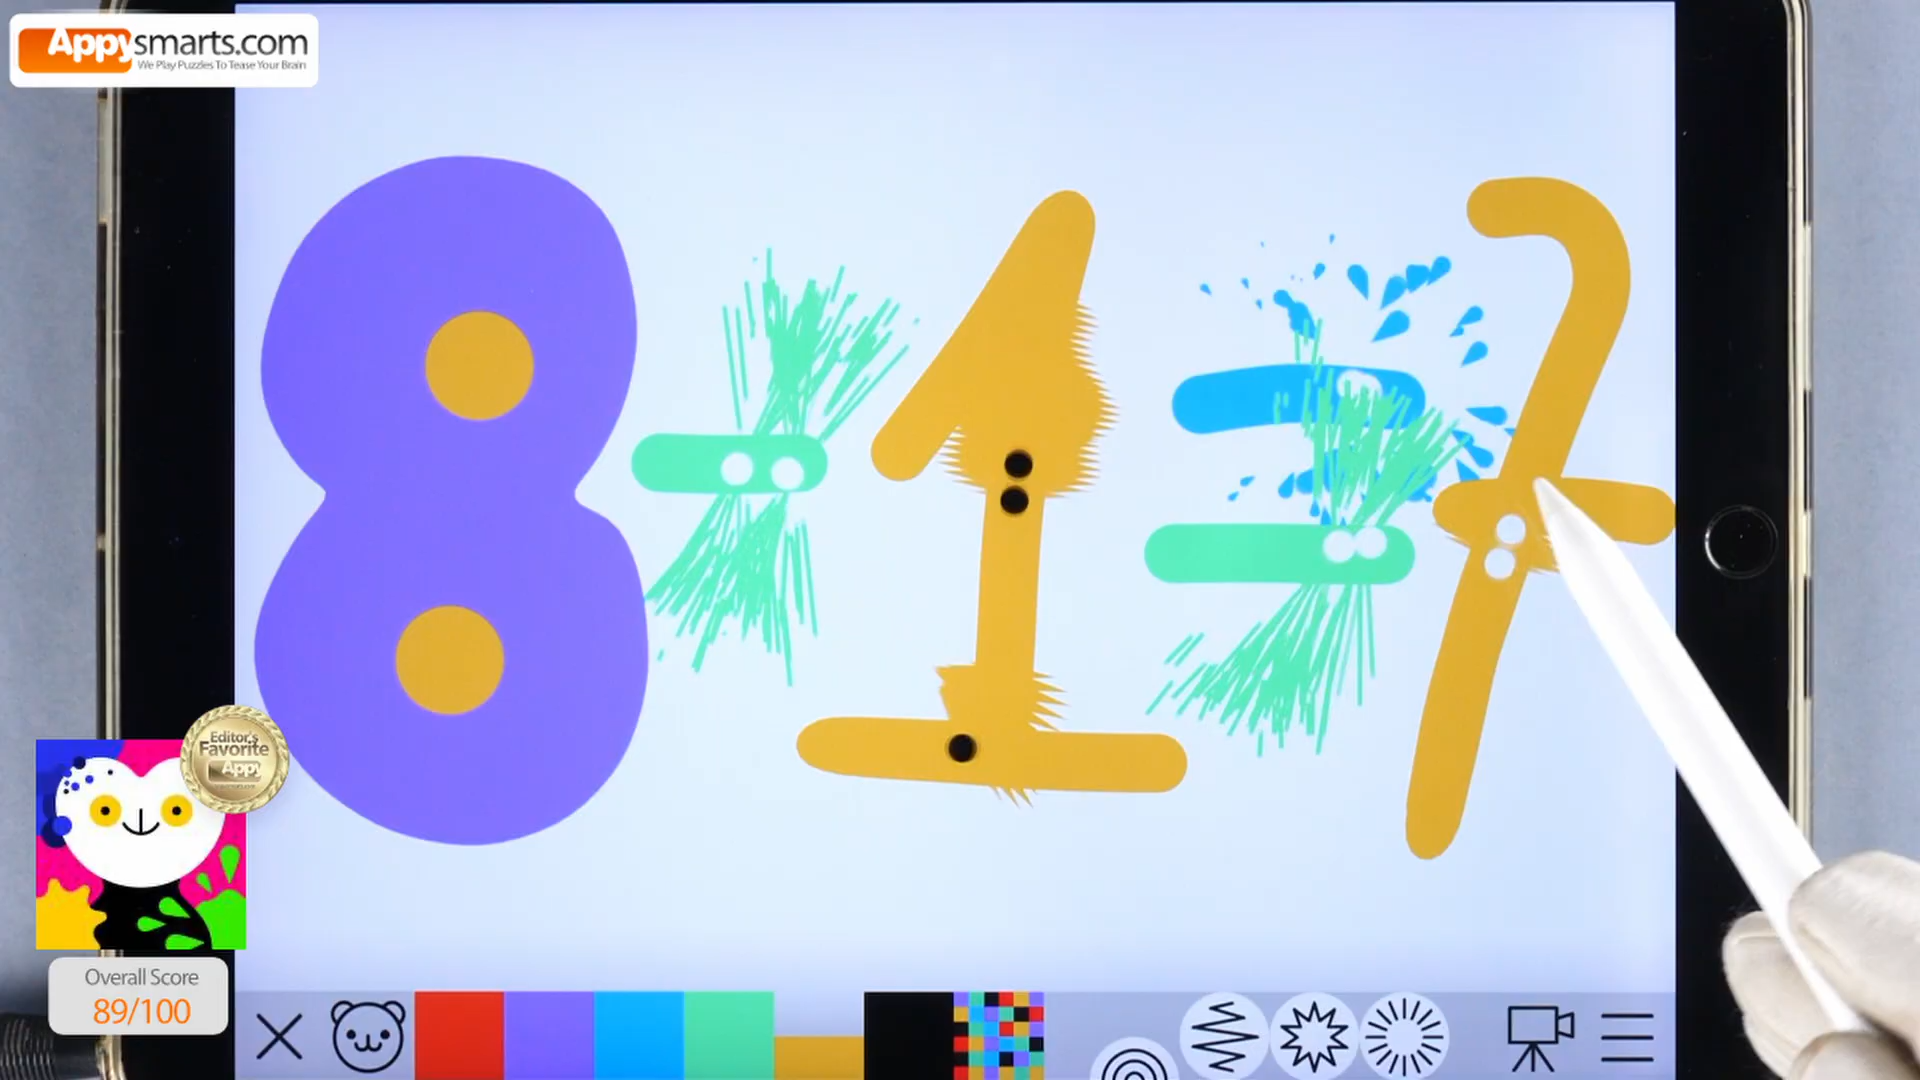 Appysmarts.com
We Play Puzzles To Tease Your Brain
8-1=7
Editor's
Favorite
Appy
Overall Score
89/100